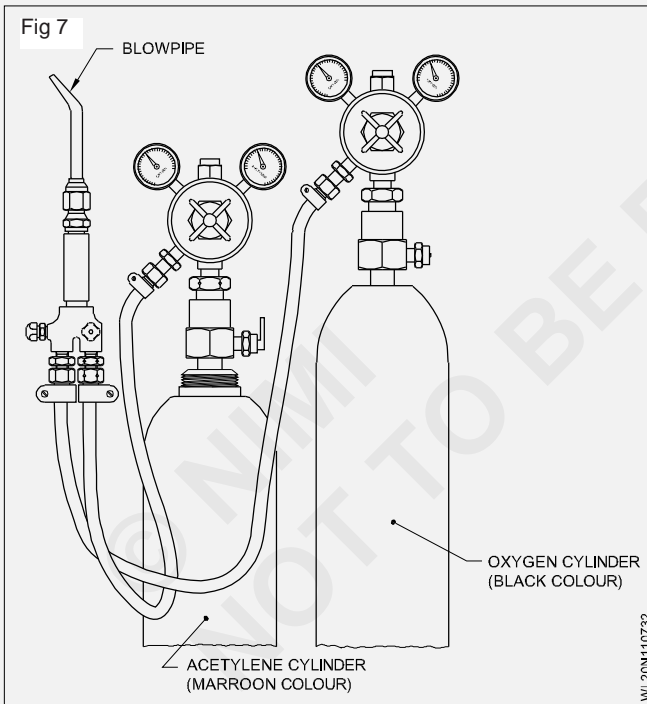 Fig 7
BLOWPIPE
OXYGEN CYLINDER
(BLACK COLOUR)
ACETYLENE CYLINDER
(MARROON COLOUR)
WL20N110732
© NIMI
NOT TO BE